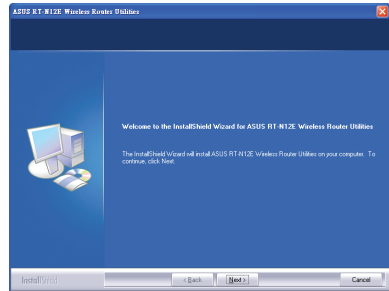 ASUS RT-N12E Wireless Router Utilities
Welcome to the InstallShield Wizard for ASUS RT-N12E Wireless Router Utilities
The InstallShield Wizard will install ASUS RT-N12E Wireless Router Utilities on your computer. To
continue, click Next.
InstallShield
< Back
Next >
Cancel